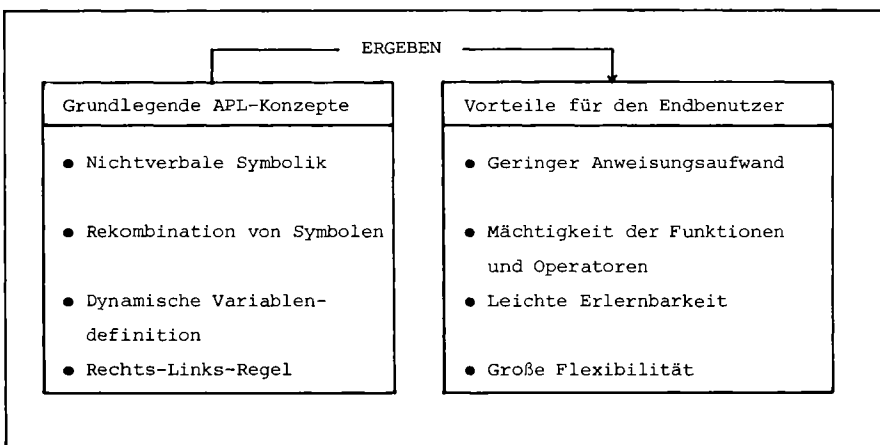 ERGEBEN
Grundlegende APL-Konzepte
● Nichtverbale Symbolik
● Rekombination von Symbolen
● Dynamische Variablen-
definition
● Rechts-Links-Regel
Vorteile für den Endbenutzer
● Geringer Anweisungsaufwand
● Mächtigkeit der Funktionen
und Operatoren
● Leichte Erlernbarkeit
● Große Flexibilität